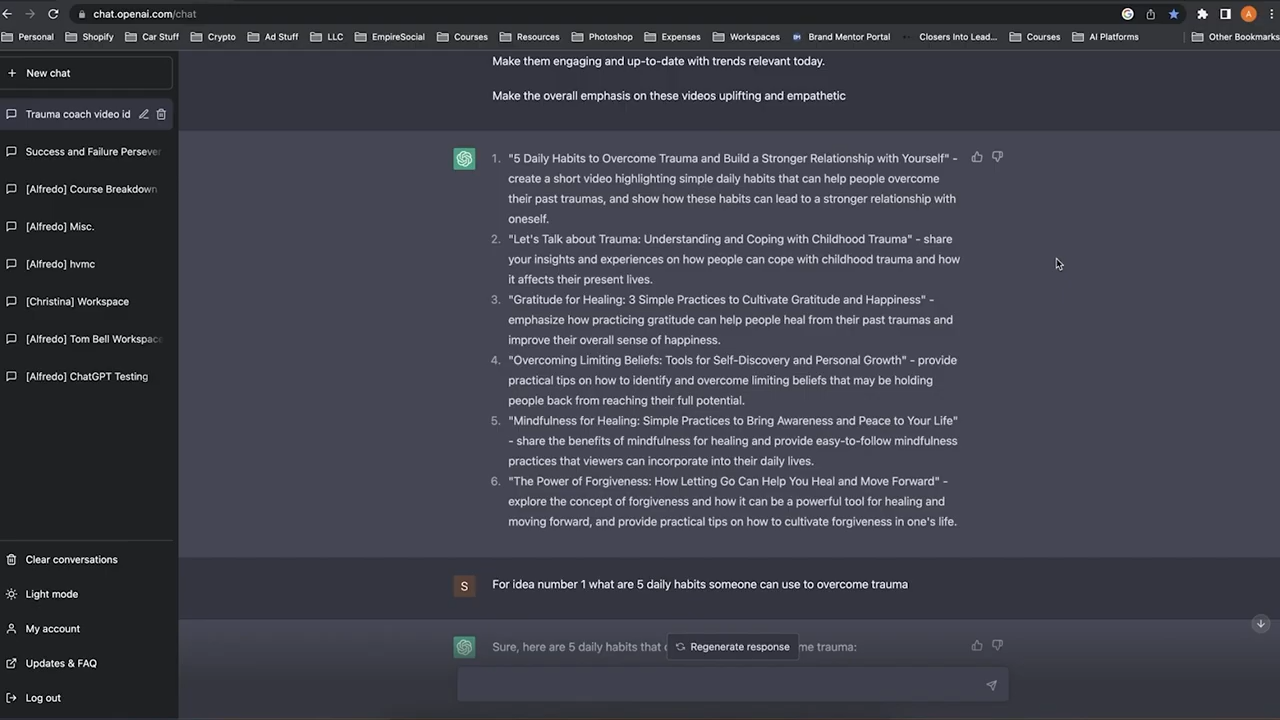 chat.openai.com/chat
A
Personal
Shopify
Car Stuff
Crypto
Ad Stuff
LLC
EmpireSocial
Courses
Resources
Photoshop
Expenses
Workspaces
Brand Mentor Portal
Closers Into Lead...
Courses
AI Platforms
Other Bookmarks
New chat
Trauma coach video id
Success and Failure Persever
[Alfredo] Course Breakdown
[Alfredo] Misc.
[Alfredo] hvmc
[Christina] Workspace
[Alfredo] Tom Bell Workspace
[Alfredo] ChatGPT Testing
Clear conversations
Light mode
My account
Updates & FAQ
Log out
Make them engaging and up-to-date with trends relevant today.
Make the overall emphasis on these videos uplifting and empathetic
1. "5 Daily Habits to Overcome Trauma and Build a Stronger Relationship with Yourself" -
create a short video highlighting simple daily habits that can help people overcome
their past traumas, and show how these habits can lead to a stronger relationship with
oneself.
2. "Let's Talk about Trauma: Understanding and Coping with Childhood Trauma" - share
your insights and experiences on how people can cope with childhood trauma and how
it affects their present lives.
3. "Gratitude for Healing: 3 Simple Practices to Cultivate Gratitude and Happiness" -
emphasize how practicing gratitude can help people heal from their past traumas and
improve their overall sense of happiness.
4. "Overcoming Limiting Beliefs: Tools for Self-Discovery and Personal Growth" - provide
practical tips on how to identify and overcome limiting beliefs that may be holding
people back from reaching their full potential.
5. "Mindfulness for Healing: Simple Practices to Bring Awareness and Peace to Your Life"
- share the benefits of mindfulness for healing and provide easy-to-follow mindfulness
practices that viewers can incorporate into their daily lives.
6. "The Power of Forgiveness: How Letting Go Can Help You Heal and Move Forward" -
explore the concept of forgiveness and how it can be a powerful tool for healing and
moving forward, and provide practical tips on how to cultivate forgiveness in one's life.
S
For idea number 1 what are 5 daily habits someone can use to overcome trauma
Sure, here are 5 daily habits that
Regenerate response
me trauma: